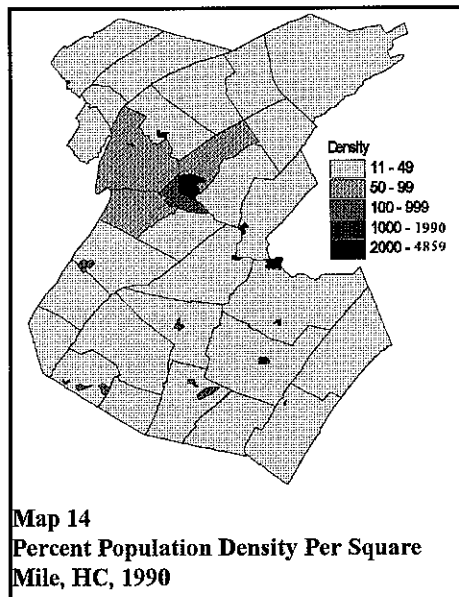 Density
11 - 49
50 - 99
100 - 999
1000 - 1990
2000 - 4859
Map 14
Percent Population Density Per Square
Mile, HC, 1990